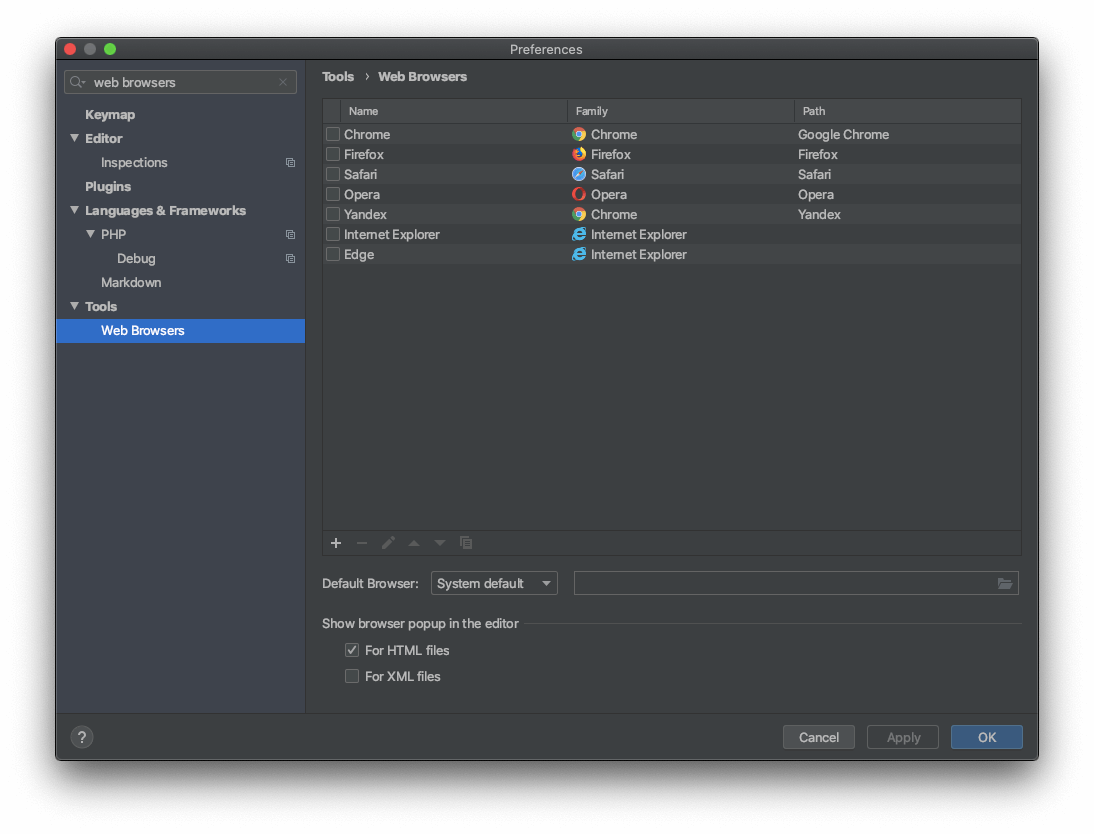 Preferences
web browsers
Keymap
Editor
Inspections
Plugins
Languages & Frameworks
PHP
Debug
Markdown
Tools
Web Browsers
Tools › Web Browsers
Name Family Path
Chrome Chrome Google Chrome
Firefox Firefox Firefox
Safari Safari Safari
Opera Opera Opera
Yandex Chrome Yandex
Internet Explorer Internet Explorer
Edge Internet Explorer
Default Browser: System default
Show browser popup in the editor
For HTML files
For XML files
? Cancel Apply OK